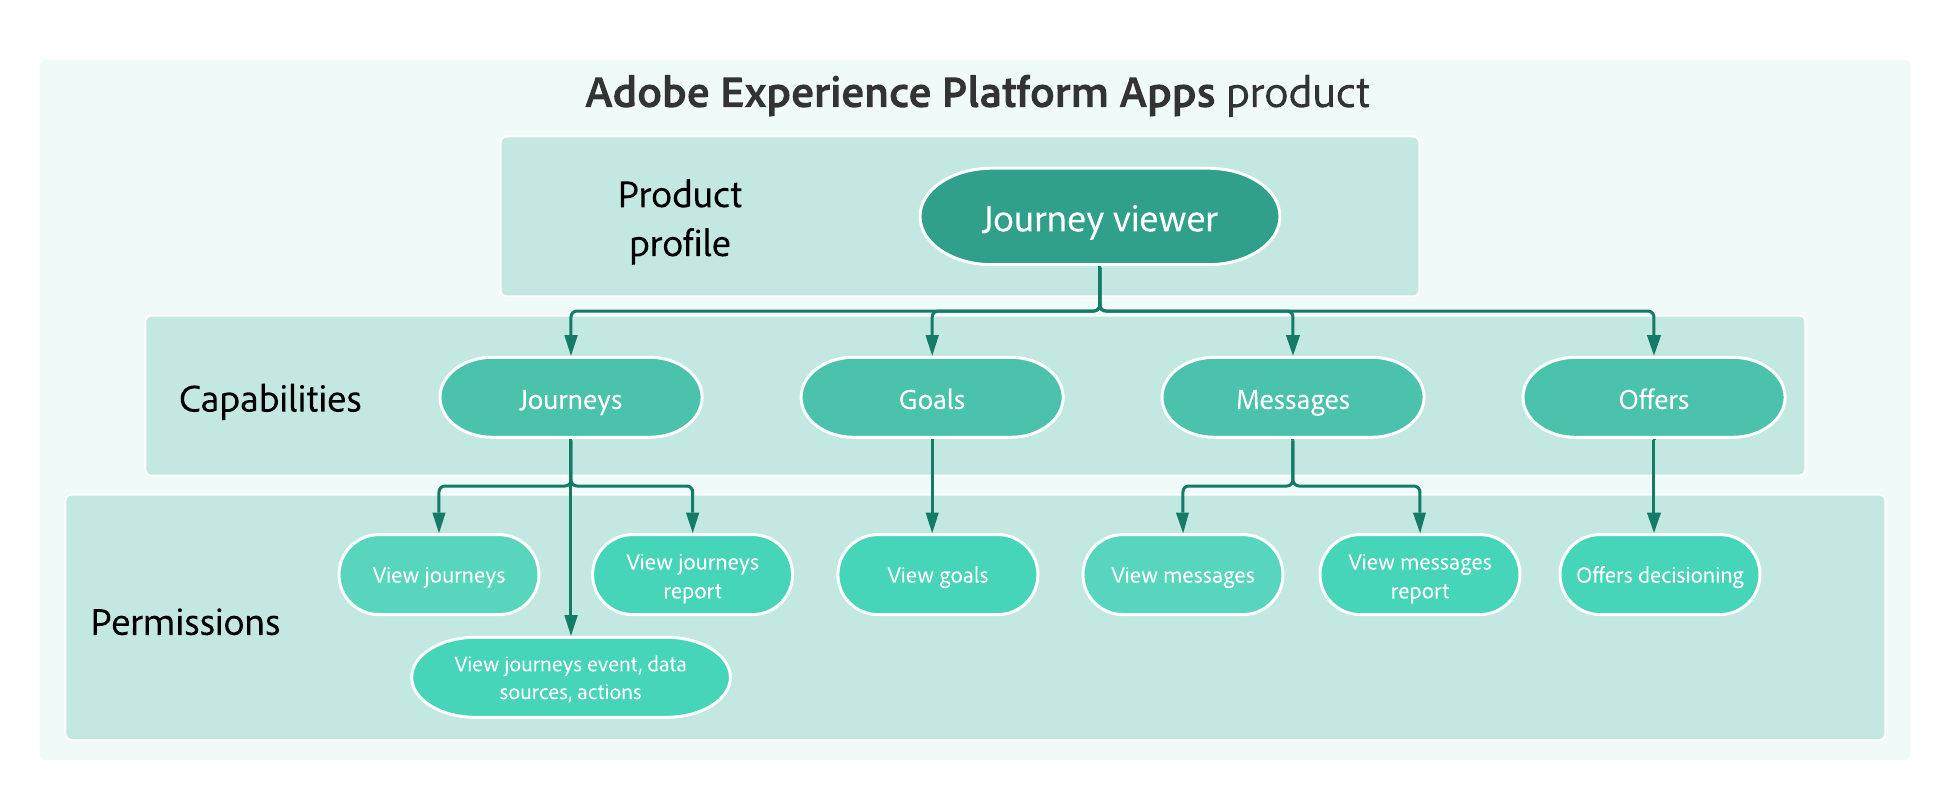 Adobe Experience Platform Apps product
Product
profile
Journey viewer
Capabilities
Journeys
Goals
Messages
Offers
Permissions
View journeys
View journeys
report
View goals
View messages
View messages
report
Offers decisioning
View journeys event, data
sources, actions